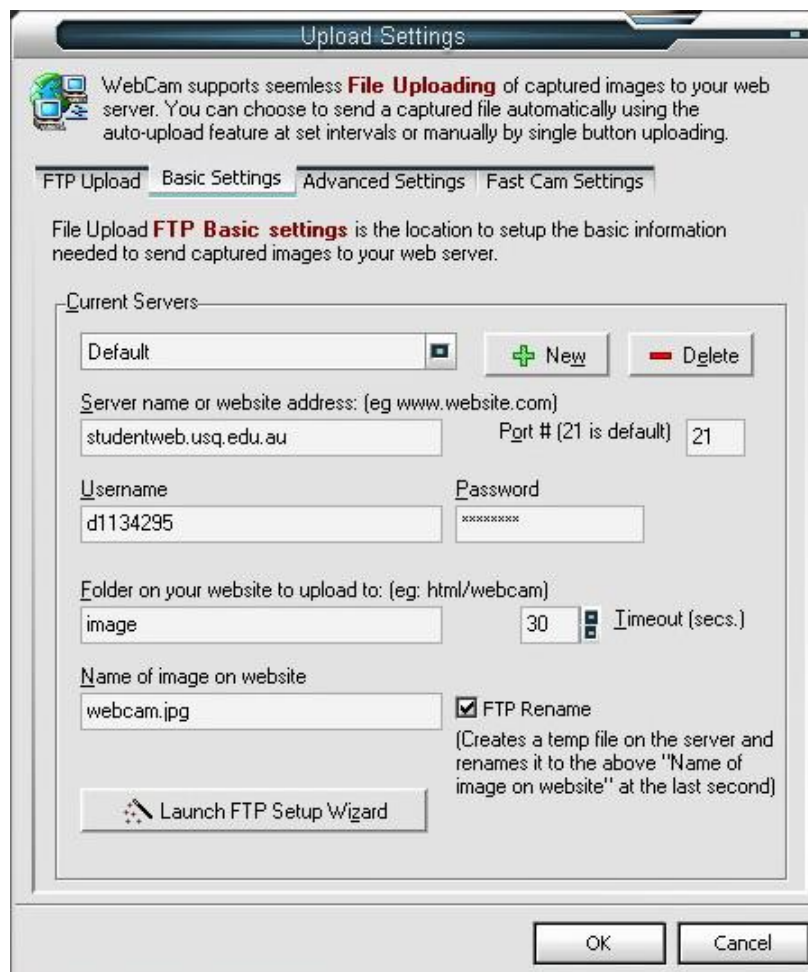 Upload Settings
WebCam supports seemless File Uploading of captured images to your web
server. You can choose to send a captured file automatically using the
auto-upload feature at set intervals or manually by single button uploading.
FTP Upload Basic Settings Advanced Settings Fast Cam Settings
File Upload FTP Basic settings is the location to setup the basic information
needed to send captured images to your web server.
Current Servers
Default New Delete
Server name or website address: (eg www.website.com)
Port # (21 is default) 21
studentweb.usq.edu.au
Username Password
d1134295 ********
Folder on your website to upload to: (eg: html/webcam)
image 30 Timeout (secs.)
Name of image on website
webcam.jpg FTP Rename
(Creates a temp file on the server and
renames it to the above "Name of
image on website" at the last second)
Launch FTP Setup Wizard
OK Cancel